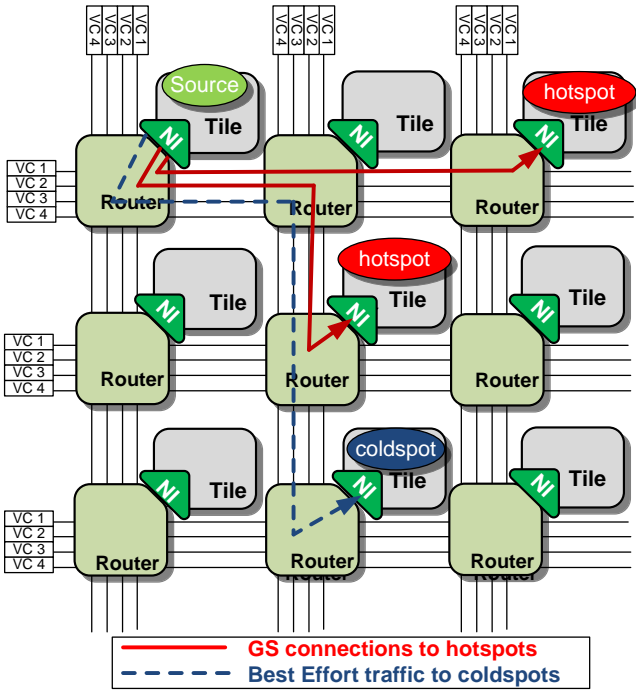 VC 4
VC 3
VC 2
VC 1
VC 4
VC 3
VC 2
VC 1
VC 4
VC 3
VC 2
VC 1
Source
hotspot
NI
Tile
NI
Tile
NI
Tile
VC 1
VC 2
VC 3
VC 4
Router
Router
Router
hotspot
NI
Tile
NI
Tile
NI
Tile
VC 1
VC 2
VC 3
VC 4
Router
Router
Router
coldspot
NI
Tile
NI
Tile
NI
Tile
VC 1
VC 2
VC 3
VC 4
Router
Router
Router
Router
Router
GS connections to hotspots
Best Effort traffic to coldspots